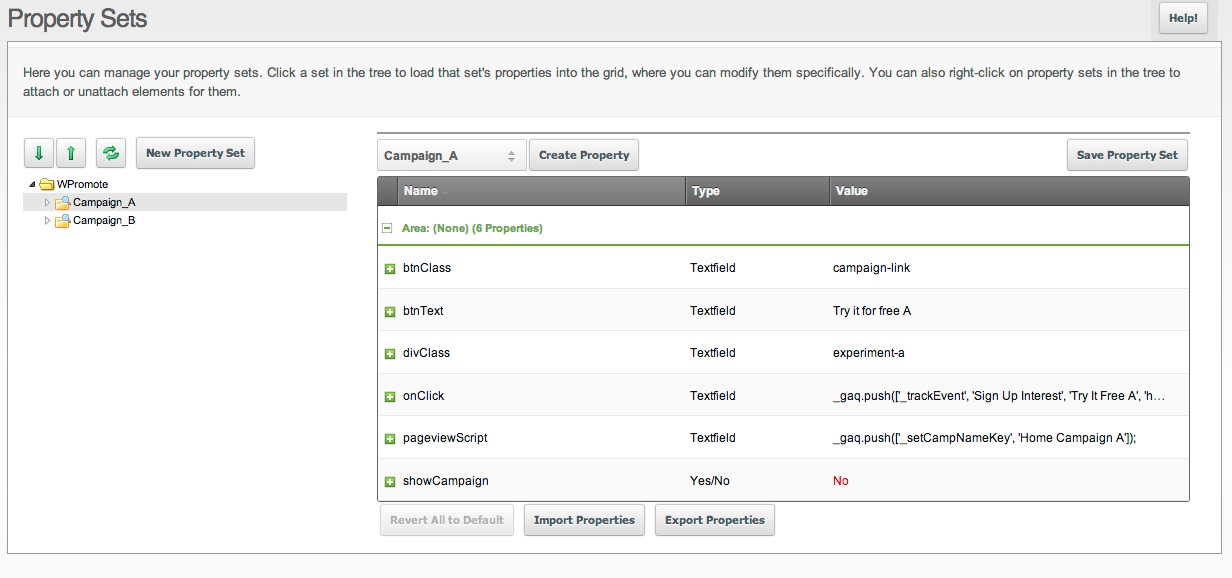 Property Sets
Help!
Here you can manage your property sets. Click a set in the tree to load that set's properties into the grid, where you can modify them specifically. You can also right-click on property sets in the tree to
attach or unattach elements for them.
New Property Set
Campaign_A
Create Property
Save Property Set
WPromote
Campaign_A
Campaign_B
Name Type Value
Area: (None) (6 Properties)
btnClass Textfield campaign-link
btnText Textfield Try it for free A
divClass Textfield experiment-a
onClick Textfield _gaq.push(['_trackEvent', 'Sign Up Interest', 'Try It Free A', 'h...
pageviewScript Textfield _gaq.push(['_setCampNameKey', 'Home Campaign A']);
showCampaign Yes/No No
Revert All to Default
Import Properties
Export Properties